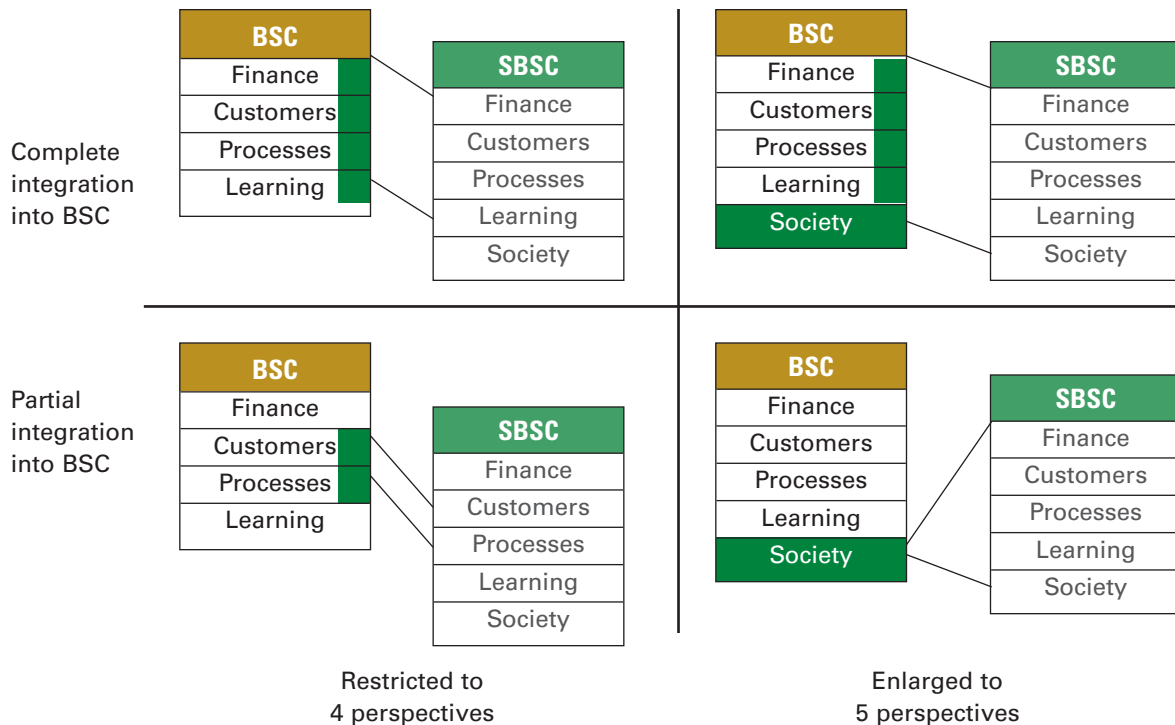 Complete
integration
into BSC
BSC
Finance
Customers
Processes
Learning
SBSC
Finance
Customers
Processes
Learning
Society
BSC
Finance
Customers
Processes
Learning
Society
SBSC
Finance
Customers
Processes
Learning
Society
Partial
integration
into BSC
BSC
Finance
Customers
Processes
Learning
SBSC
Finance
Customers
Processes
Learning
Society
BSC
Finance
Customers
Processes
Learning
Society
SBSC
Finance
Customers
Processes
Learning
Society
Restricted to
4 perspectives
Enlarged to
5 perspectives